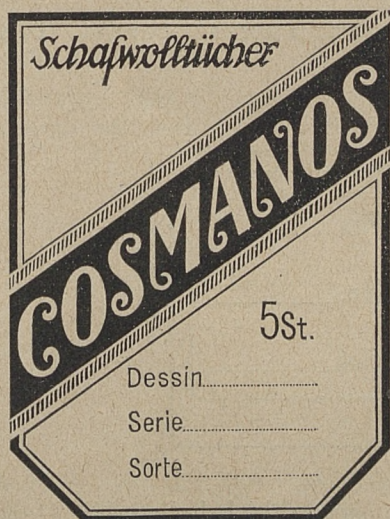 Schafwolltücher
COSMANOS
5St.
Dessin
Serie
Sorte